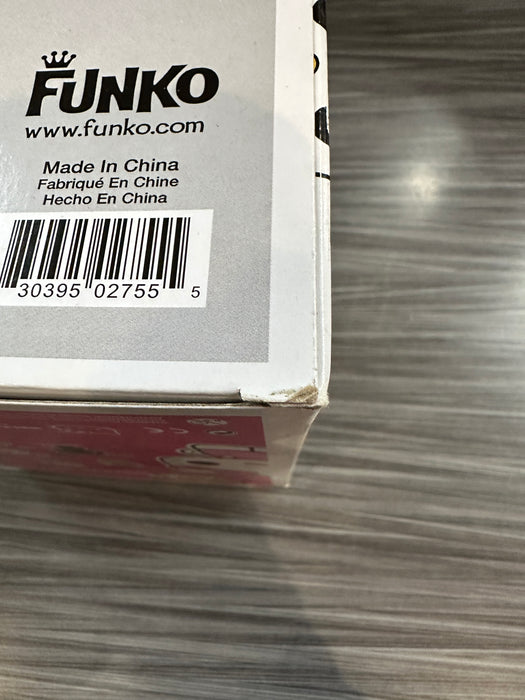 FUNKO
www.funko.com
Made In China
Fabriqué En Chine
Hecho En China
30395 02755 5